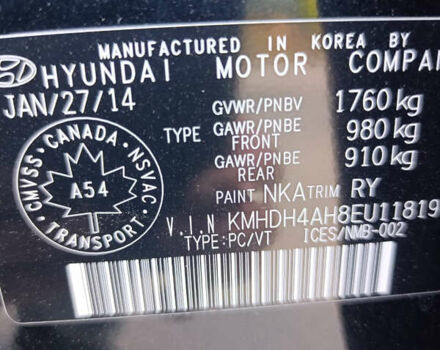 MANUFACTURED IN KOREA BY
HYUNDAI MOTOR COMPAN
JAN/27/14
GVWR/PNBV 1760 kg
TYPE GAWR/PNBE FRONT 980 kg
GAWR/PNBE REAR 910 kg
PAINT NKA TRIM RY
V.I.N KMHDH4AH8EU11819
TYPE:PC/VT ICES/NMB-002
CANADA
CMVSS · NSVAC
A54
TRANSPORT